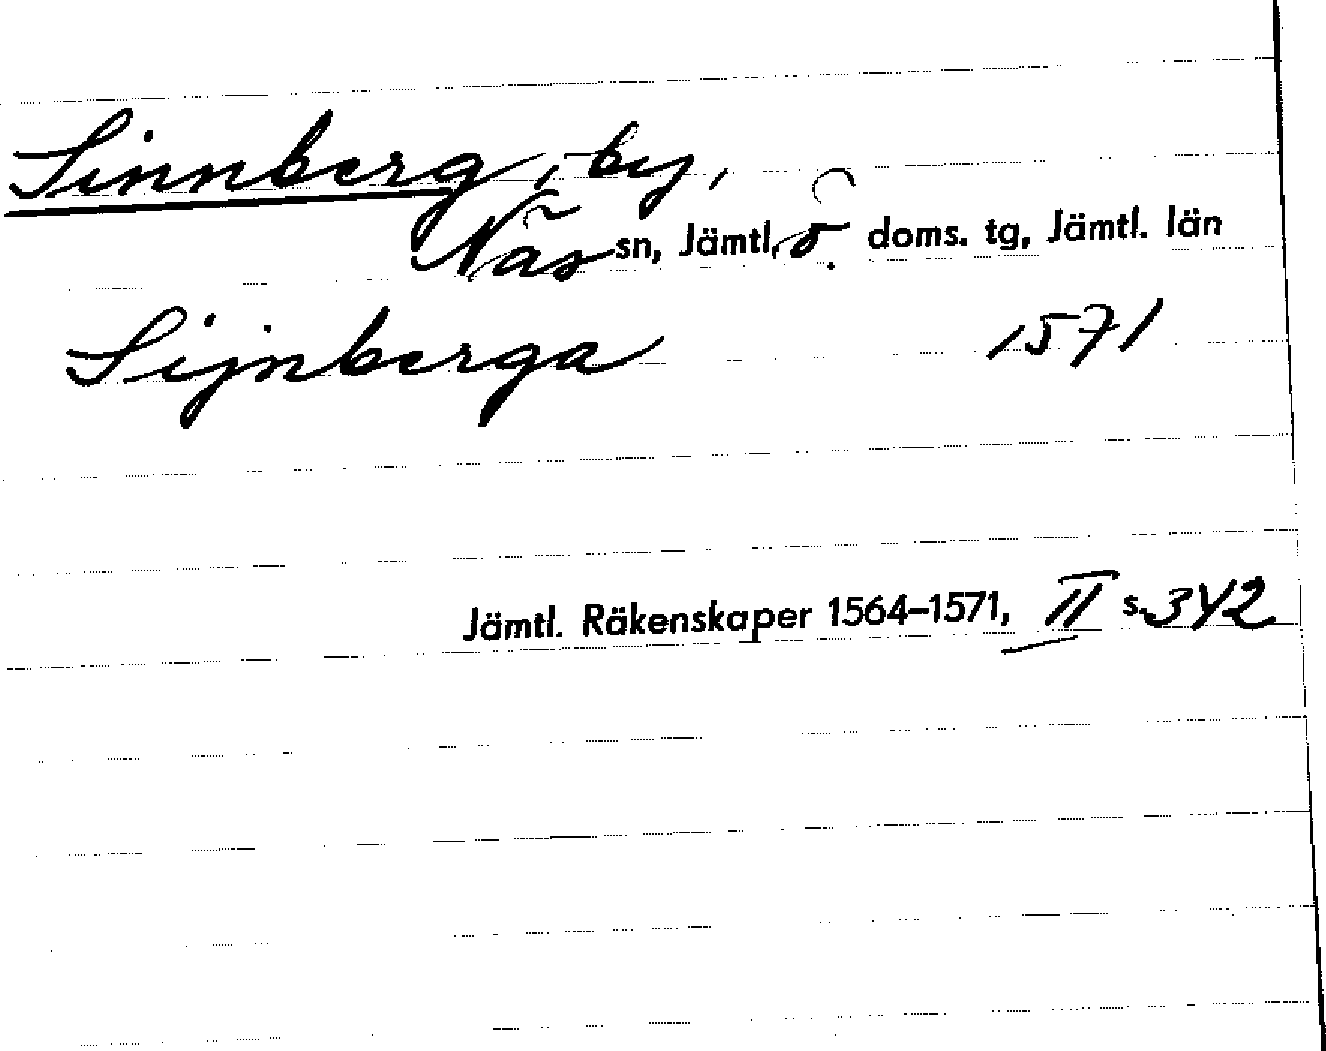 Sinnberg, by,
Näs sn, Jämtl. ö. doms. tg, Jämtl. län
Sijnberga 1571
Jämtl. Räkenskaper 1564–1571, II s. 342